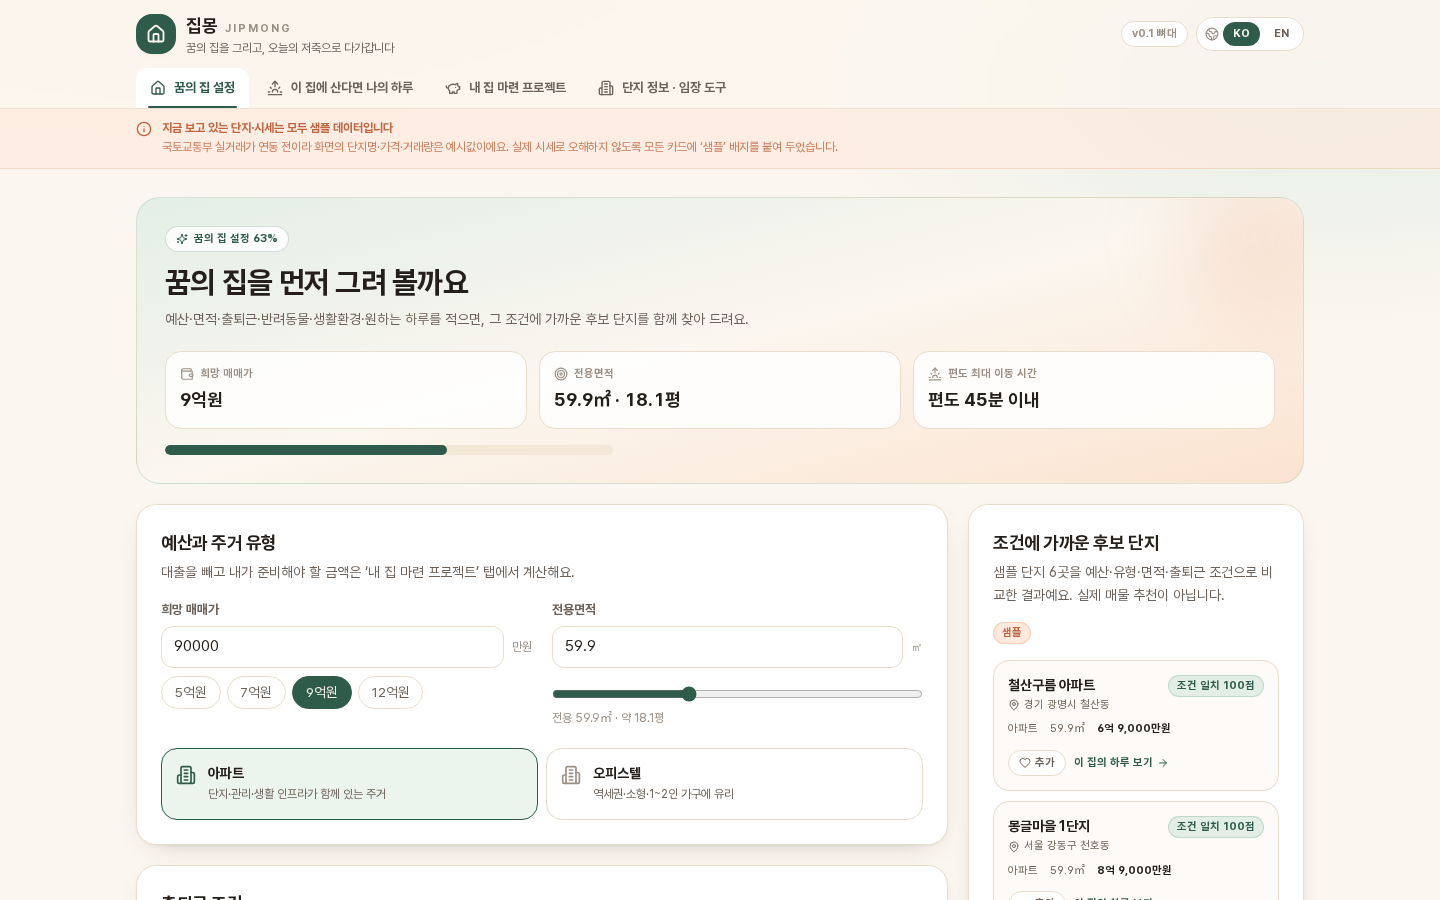 집몽 JIPMONG
꿈의 집을 그리고, 오늘의 저축으로 다가갑니다
v0.1 뼈대
KO EN
꿈의 집 설정
이 집에 산다면 나의 하루
내 집 마련 프로젝트
단지 정보 · 임장 도구
지금 보고 있는 단지·시세는 모두 샘플 데이터입니다
국토교통부 실거래가 연동 전이라 화면의 단지명·가격·거래량은 예시값이에요. 실제 시세로 오해하지 않도록 모든 카드에 ‘샘플’ 배지를 붙여 두었습니다.
꿈의 집 설정 63%
꿈의 집을 먼저 그려 볼까요
예산·면적·출퇴근·반려동물·생활환경·원하는 하루를 적으면, 그 조건에 가까운 후보 단지를 함께 찾아 드려요.
희망 매매가
9억원
전용면적
59.9㎡ · 18.1평
편도 최대 이동 시간
편도 45분 이내
예산과 주거 유형
대출을 빼고 내가 준비해야 할 금액은 ‘내 집 마련 프로젝트’ 탭에서 계산해요.
희망 매매가
90000 만원
5억원 7억원 9억원 12억원
전용면적
59.9 ㎡
전용 59.9㎡ · 약 18.1평
아파트
단지·관리·생활 인프라가 함께 있는 주거
오피스텔
역세권·소형·1~2인 가구에 유리
조건에 가까운 후보 단지
샘플 단지 6곳을 예산·유형·면적·출퇴근 조건으로 비
교한 결과예요. 실제 매물 추천이 아닙니다.
샘플
철산구름 아파트 조건 일치 100점
경기 광명시 철산동
아파트 59.9㎡ 6억 9,000만원
추가 이 집의 하루 보기 →
몽글마을 1단지 조건 일치 100점
서울 강동구 천호동
아파트 59.9㎡ 8억 9,000만원